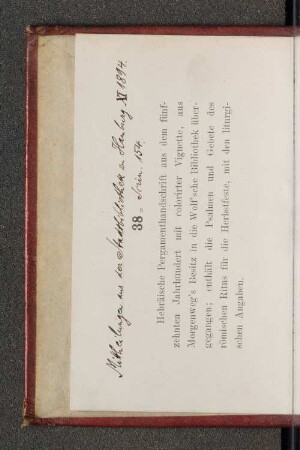 Mittheilungen aus der Stadtbibliothek zu Hamburg XI 1894.
38 = Scrin. 154.
Hebräische Pergamenthandschrift aus dem fünf-
zehnten Jahrhundert mit colorirter Vignette, aus
Morgenweg's Besitz in die Wolf'sche Bibliothek über-
gegangen; enthält die Psalmen und Gebete des
römischen Ritus für die Herbstfeste, mit den liturgi-
schen Angaben.